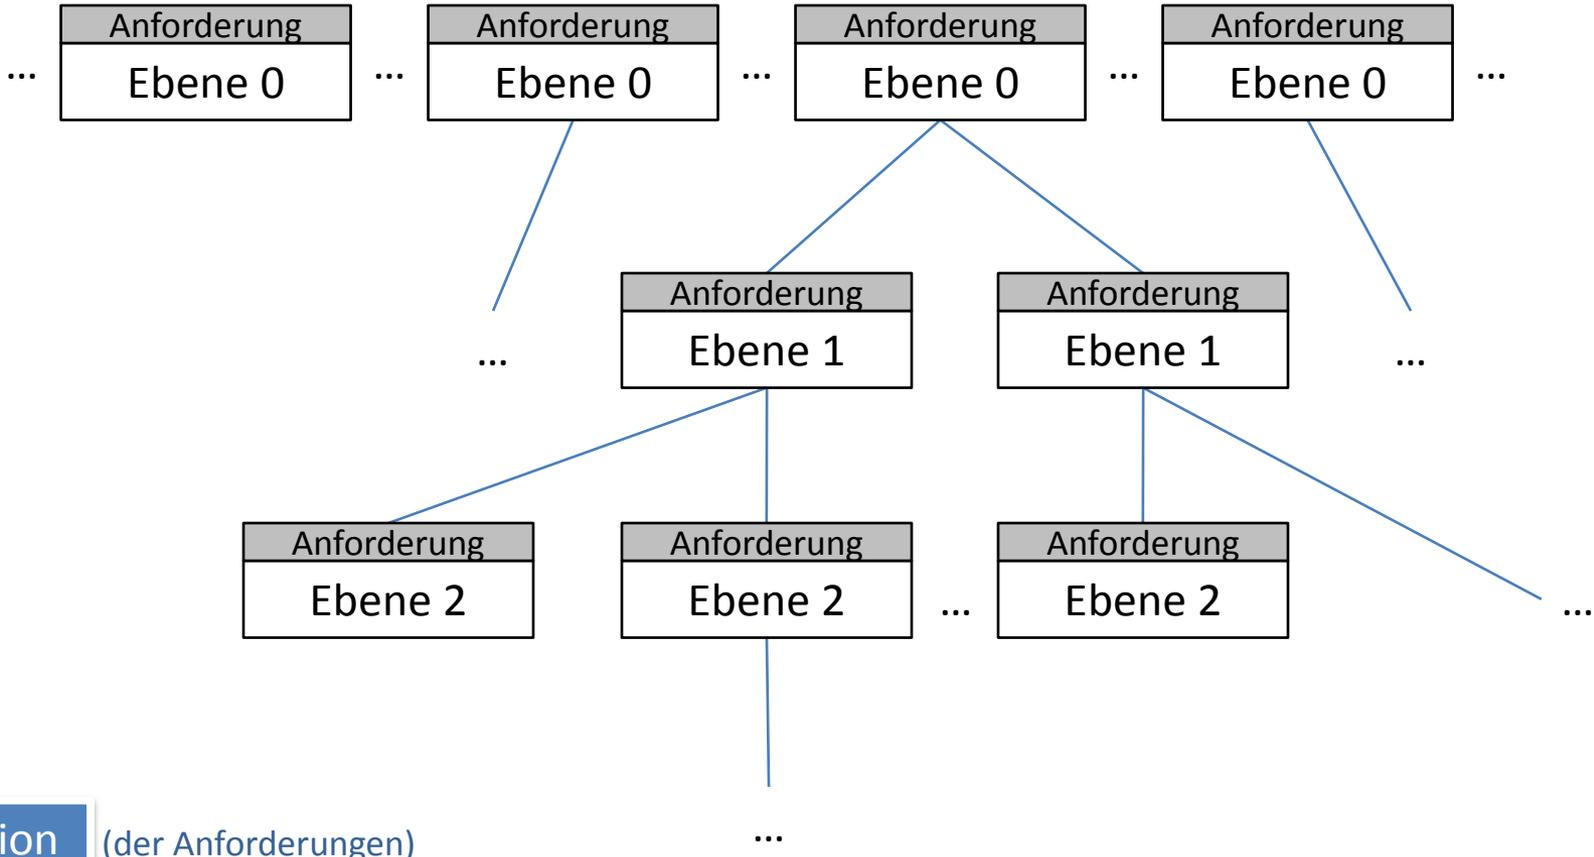 Anforderung Anforderung Anforderung Anforderung
... Ebene 0 ... Ebene 0 ... Ebene 0 ... Ebene 0 ...
Anforderung Anforderung
... Ebene 1 Ebene 1 ...
Anforderung Anforderung Anforderung
Ebene 2 Ebene 2 ... Ebene 2 ...
...
(der Anforderungen)